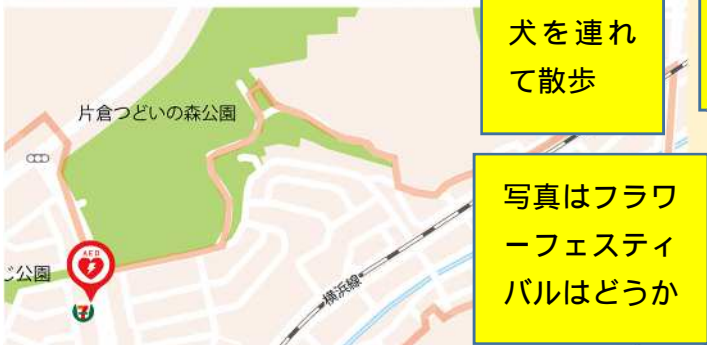 犬を連れ
て散歩
片倉つどいの森公園
写真はフラワ
ーフェスティ
バルはどうか
AED
じ公園
7
横浜線